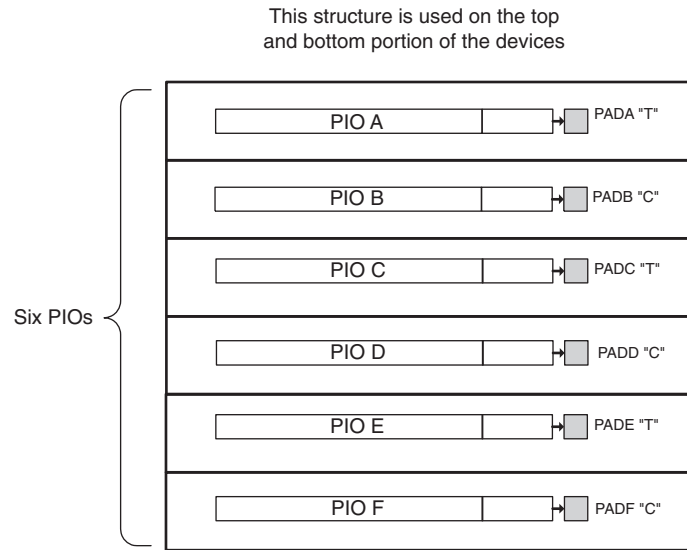 This structure is used on the top
and bottom portion of the devices
PIO A
PADA "T"
PIO B
PADB "C"
PIO C
PADC "T"
Six PIOs
PIO D
PADD "C"
PIO E
PADE "T"
PIO F
PADF "C"